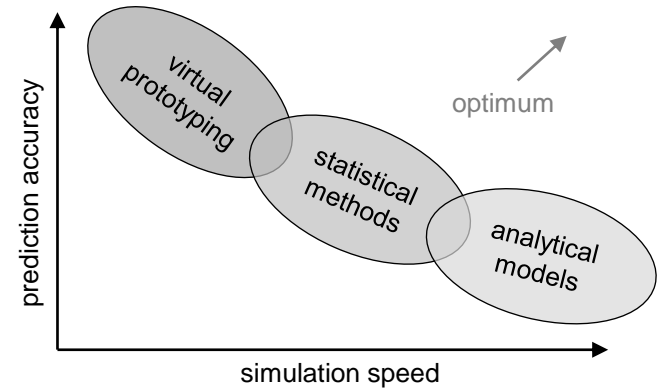 virtual
prototyping
optimum
statistical
methods
analytical
models
prediction accuracy
simulation speed